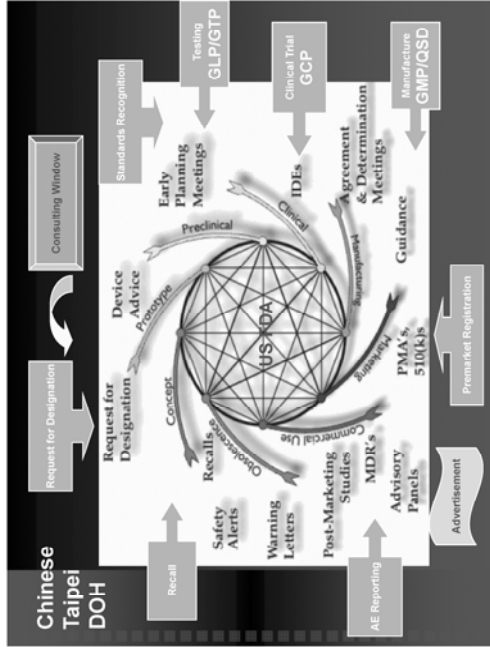 Chinese
Taipei
DOH
Request for Designation
Consulting Window
Standards Recognition
Testing
GLP/GTP
Clinical Trial
GCP
Manufacture
GMP/QSD
Premarket Registration
Advertisement
AE Reporting
Recall
Request for
Designation
Device
Advice
Early
Planning
Meetings
IDEs
Agreement
& Determination
Meetings
Guidance
PMA's,
510(k)s
Advisory
Panels
MDR's
Post-Marketing
Studies
Warning
Letters
Safety
Alerts
Recalls
Concept
Prototype
Preclinical
Clinical
Manufacturing
Marketing
Commercial Use
Obsolescence
US FDA